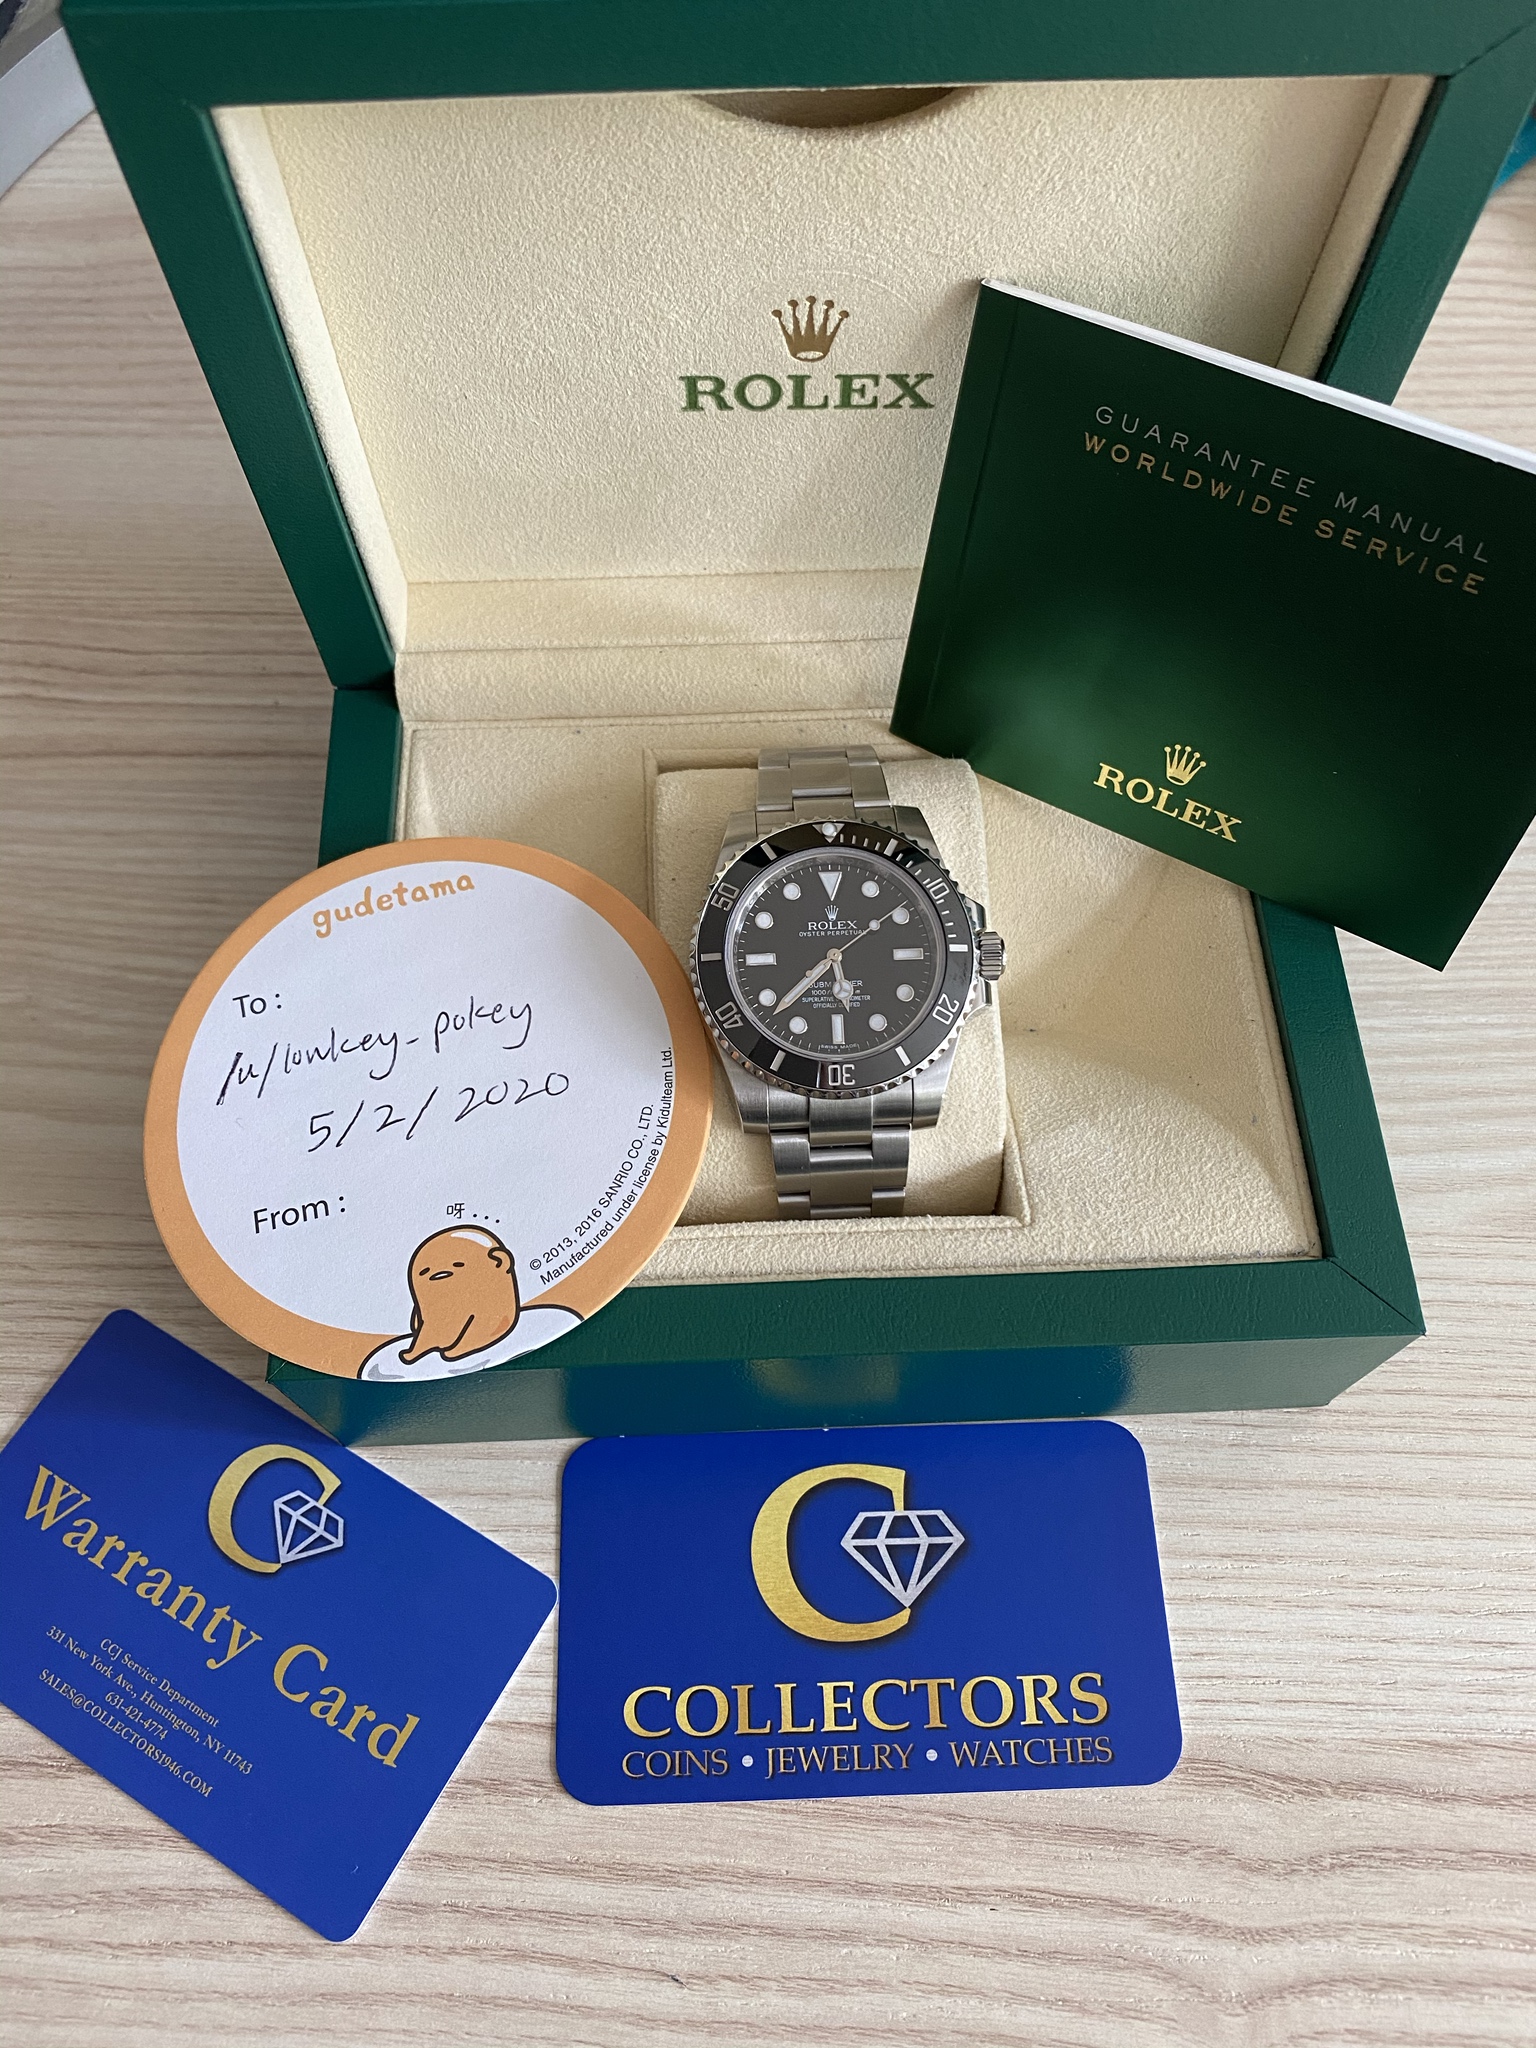 ROLEX
GUARANTEE MANUAL
WORLDWIDE SERVICE
ROLEX
gudetama
To :
/u/lowkey_pokey
5/2/2020
From :
呀...
© 2013, 2016 SANRIO CO., LTD.
Manufactured under license by Kidulteam Ltd.
50
10
40
20
30
ROLEX
OYSTER PERPETUAL
SUPERLATIVE
OFFICIALLY
SWISS MADE
Warranty Card
CCJ Service Department
331 New York Ave., Huntington, NY 11743
631-421-4774
SALES@COLLECTORS1946.COM
C
COLLECTORS
COINS • JEWELRY • WATCHES